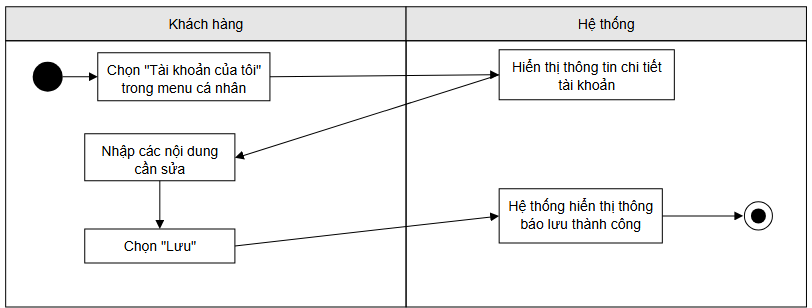 Khách hàng
Hệ thống
Chọn "Tài khoản của tôi"
trong menu cá nhân
Hiển thị thông tin chi tiết
tài khoản
Nhập các nội dung
cần sửa
Chọn "Lưu"
Hệ thống hiển thị thông
báo lưu thành công